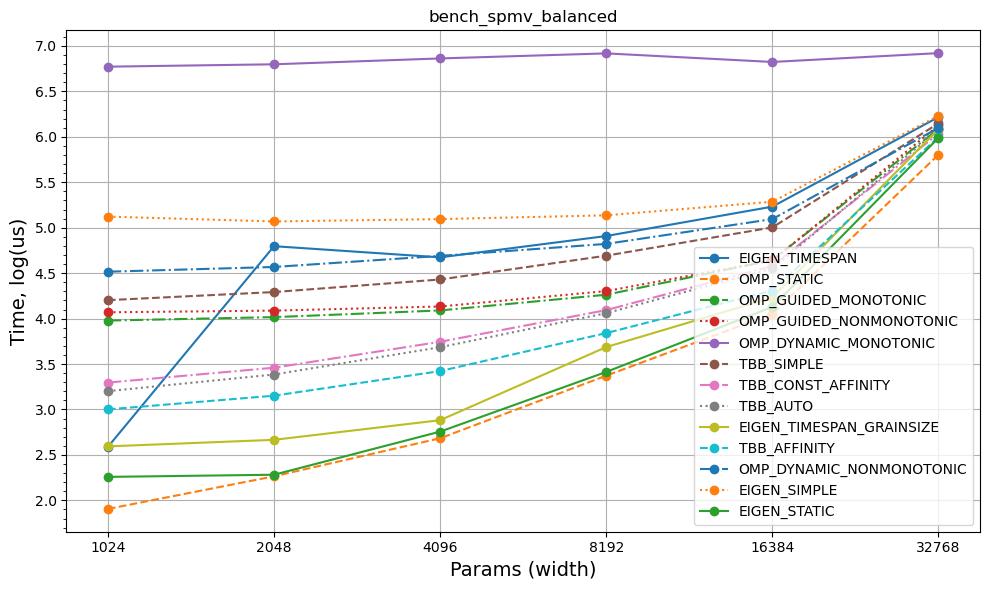 bench_spmv_balanced
Time, log(us)
7.0
6.5
6.0
5.5
5.0
4.5
4.0
3.5
3.0
2.5
2.0
EIGEN_TIMESPAN
OMP_STATIC
OMP_GUIDED_MONOTONIC
OMP_GUIDED_NONMONOTONIC
OMP_DYNAMIC_MONOTONIC
TBB_SIMPLE
TBB_CONST_AFFINITY
TBB_AUTO
EIGEN_TIMESPAN_GRAINSIZE
TBB_AFFINITY
OMP_DYNAMIC_NONMONOTONIC
EIGEN_SIMPLE
EIGEN_STATIC
1024 2048 4096 8192 16384 32768
Params (width)